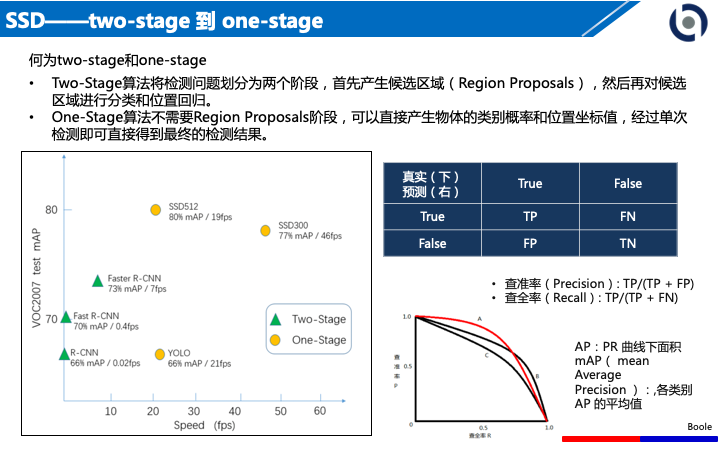 SSD——two-stage 到 one-stage
何为two-stage和one-stage
• Two-Stage算法将检测问题划分为两个阶段，首先产生候选区域（Region Proposals），然后再对候选
区域进行分类和位置回归。
• One-Stage算法不需要Region Proposals阶段，可以直接产生物体的类别概率和位置坐标值，经过单次
检测即可直接得到最终的检测结果。
VOC2007 test mAP
80
70
SSD512
80% mAP / 19fps
SSD300
77% mAP / 46fps
Faster R-CNN
73% mAP / 7fps
Fast R-CNN
70% mAP / 0.4fps
R-CNN
66% mAP / 0.02fps
YOLO
66% mAP / 21fps
Two-Stage
One-Stage
10 20 30 40 50 60
Speed (fps)
真实（下）
预测（右）
True
False
True
TP
FN
False
FP
TN
• 查准率（Precision）: TP/(TP + FP)
• 查全率（Recall）: TP/(TP + FN)
1.0
0.5
查
准
率
P
A
C
B
0
0.5
1.0
查全率 R
AP：PR 曲线下面积
mAP（ mean
Average
Precision ）：,各类别
AP 的平均值
Boole